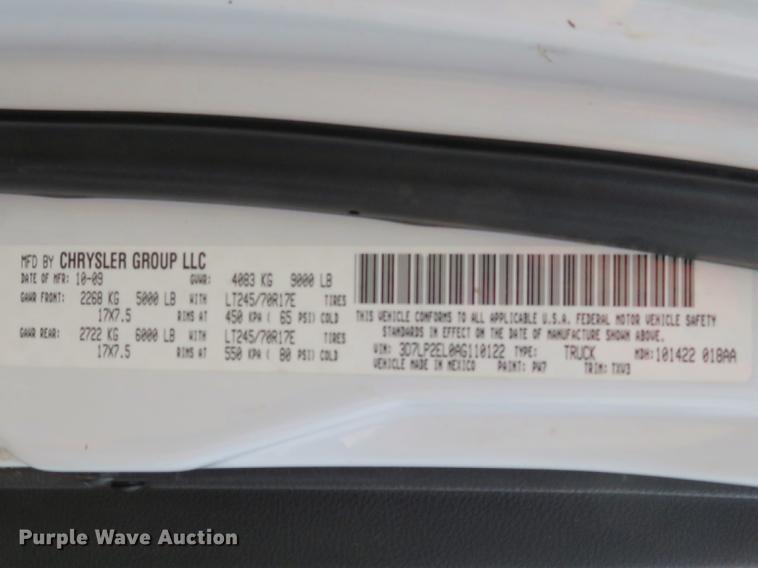 MFD BY CHRYSLER GROUP LLC
DATE OF MFR: 10-09 GVWR: 4083 KG 9000 LB
GAWR FRONT: 2268 KG 5000 LB WITH LT245/70R17E TIRES
17X7.5 RIMS AT 450 KPA ( 65 PSI) COLD
GAWR REAR: 2722 KG 6000 LB WITH LT245/70R17E TIRES
17X7.5 RIMS AT 550 KPA ( 80 PSI) COLD
THIS VEHICLE CONFORMS TO ALL APPLICABLE U.S.A. FEDERAL MOTOR VEHICLE SAFETY
STANDARDS IN EFFECT ON THE DATE OF MANUFACTURE SHOWN ABOVE.
VIN: 3D7LP2EL0AG110122 TYPE: TRUCK MDH: 101422 018AA
VEHICLE MADE IN MEXICO PAINT: PW7 TRIM: TXV3
Purple Wave Auction